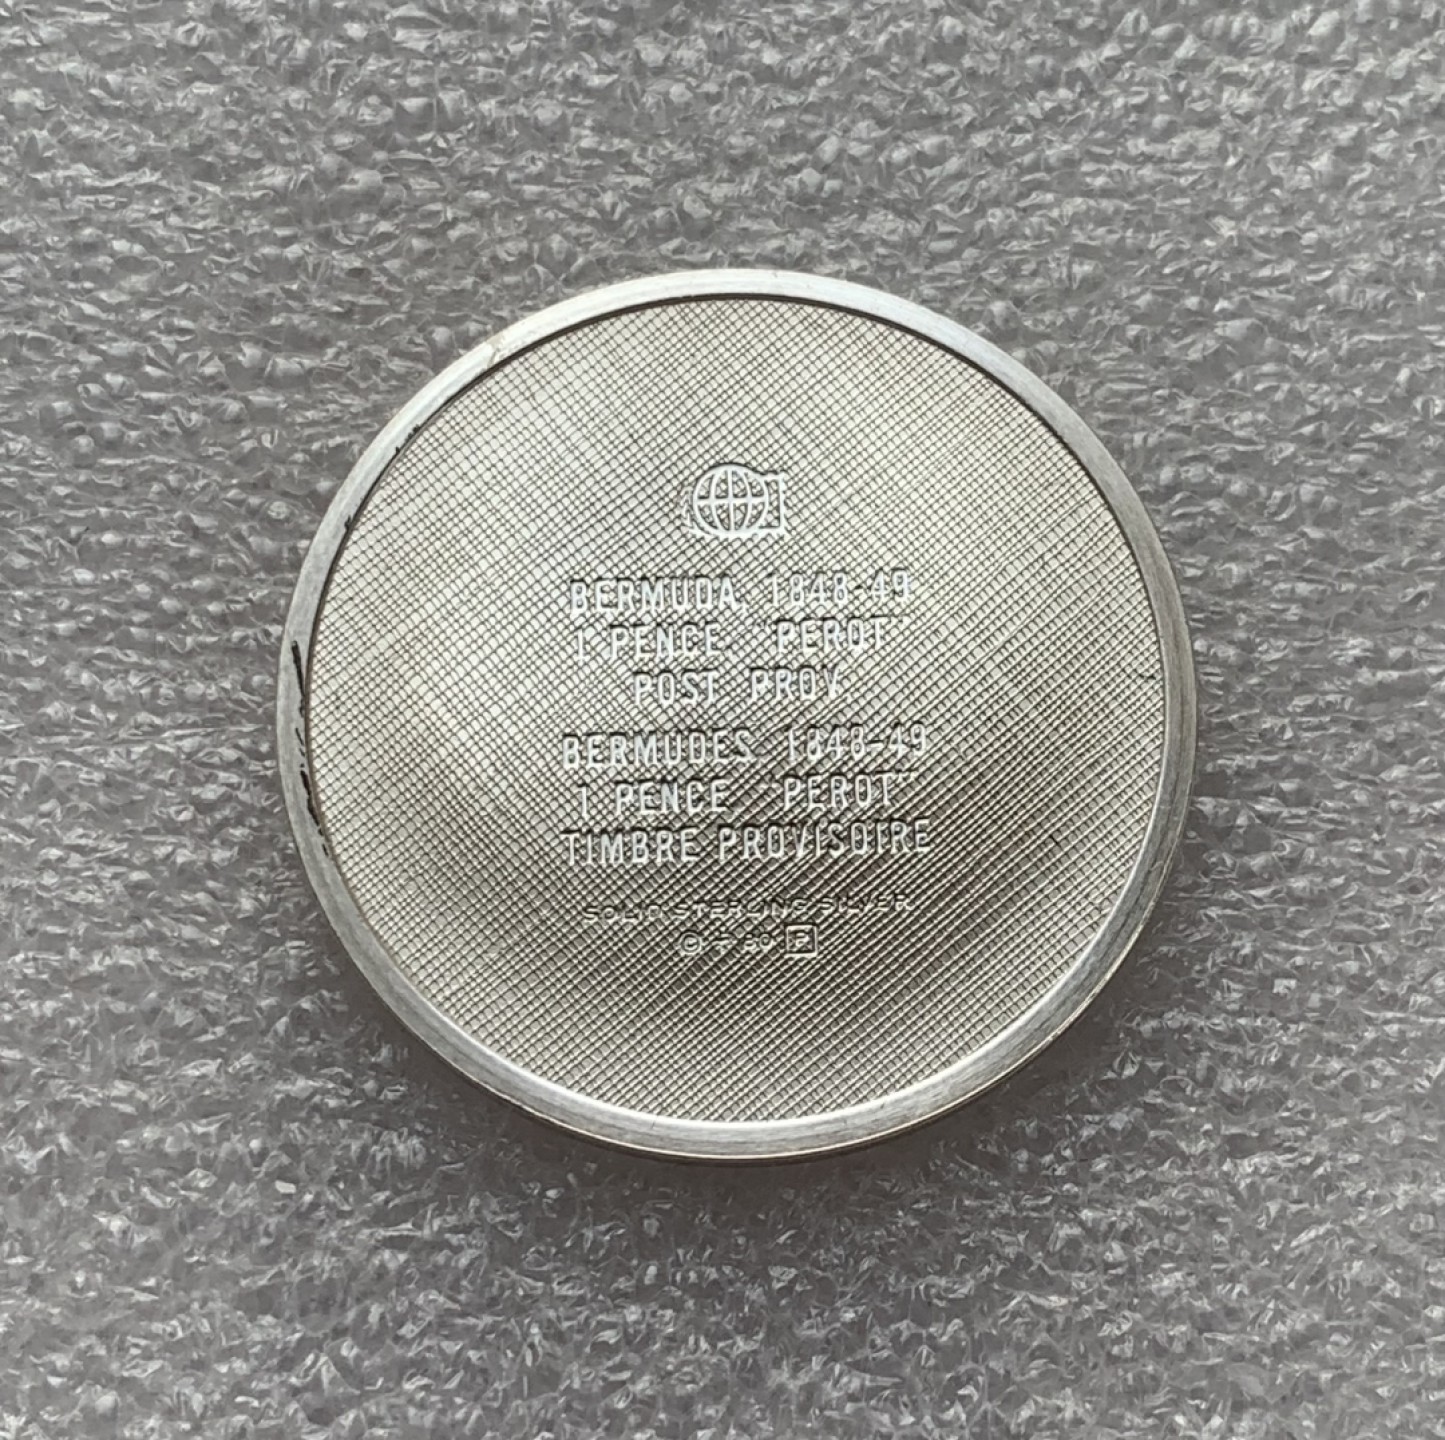 BERMUDA, 1848-49
1 PENCE "PEROT"
POST PROV.
BERMUDES 1848-49
1 PENCE "PEROT"
TIMBRE PROVISOIRE
SOLID STERLING SILVER
© 80 P